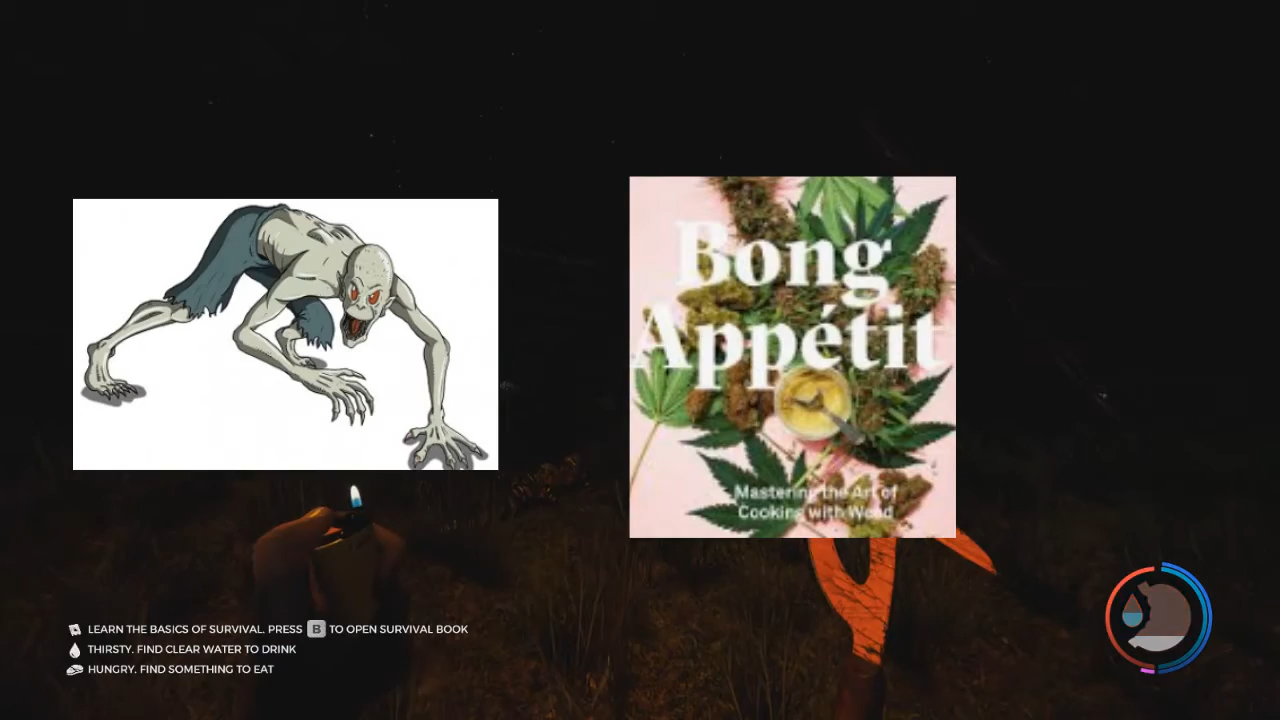 Bong
Appétit
Mastering the Art of
Cooking with Weed
LEARN THE BASICS OF SURVIVAL. PRESS B TO OPEN SURVIVAL BOOK
THIRSTY. FIND CLEAR WATER TO DRINK
HUNGRY. FIND SOMETHING TO EAT